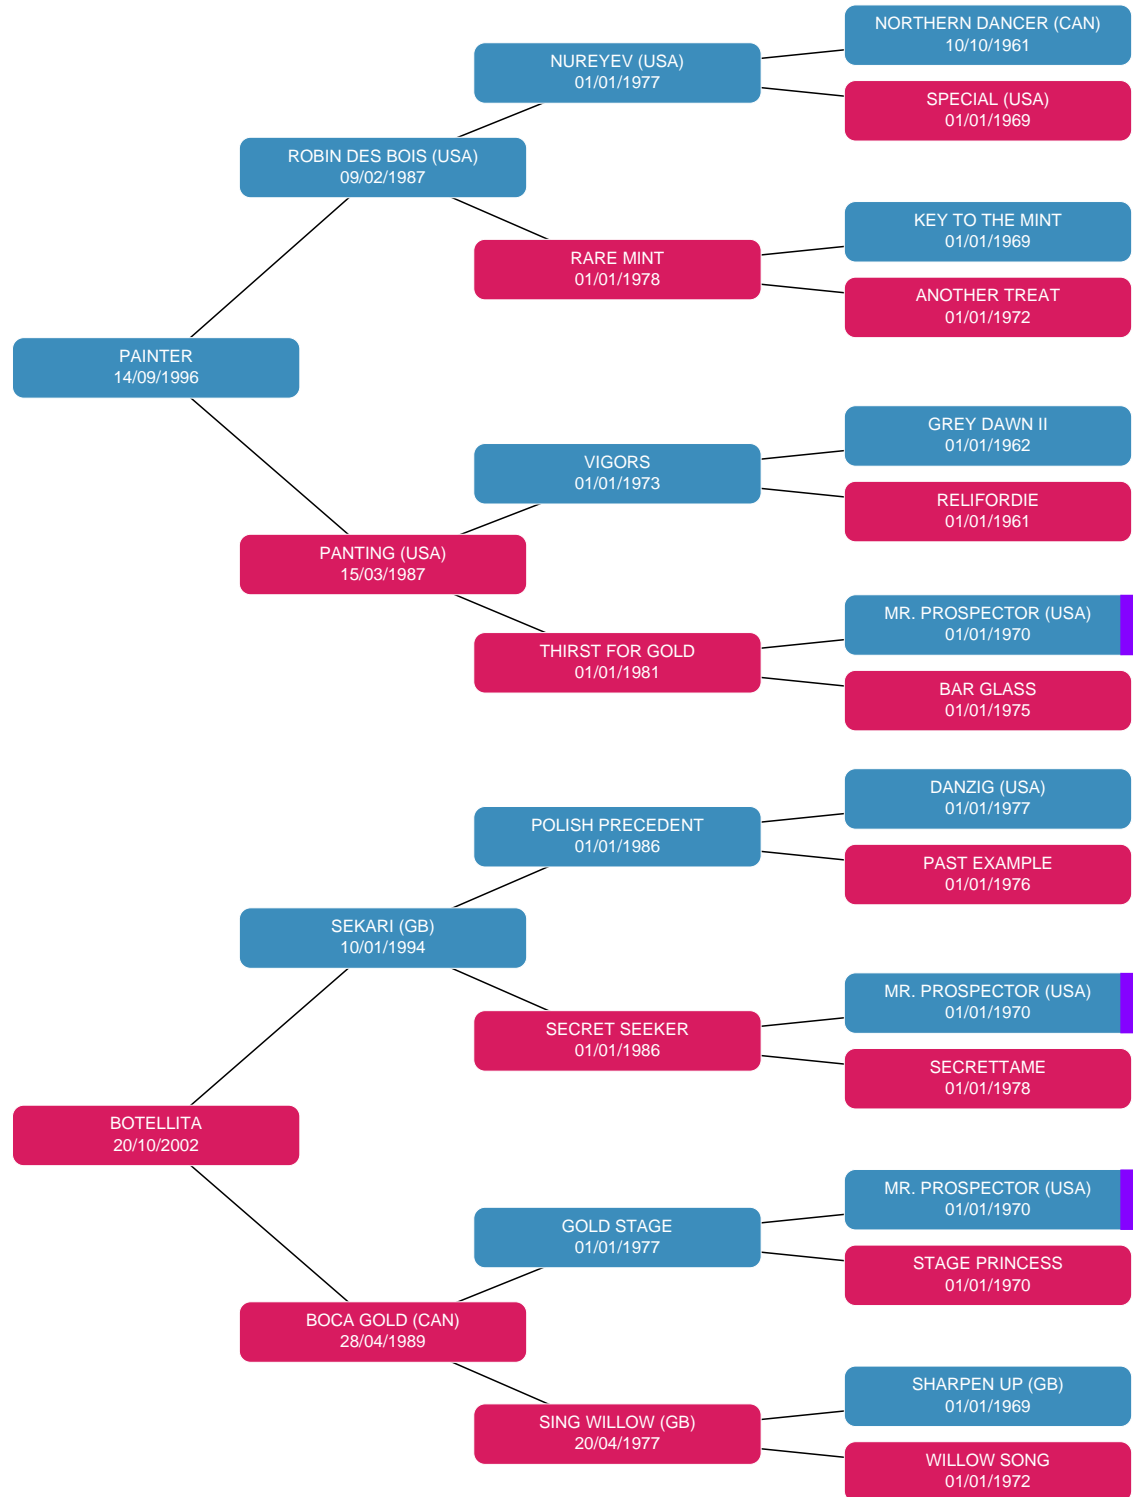 NORTHERN DANCER (CAN)
10/10/1961
NUREYEV (USA)
01/01/1977
SPECIAL (USA)
01/01/1969
ROBIN DES BOIS (USA)
09/02/1987
KEY TO THE MINT
01/01/1969
RARE MINT
01/01/1978
ANOTHER TREAT
01/01/1972
PAINTER
14/09/1996
GREY DAWN II
01/01/1962
VIGORS
01/01/1973
RELIFORDIE
01/01/1961
PANTING (USA)
15/03/1987
MR. PROSPECTOR (USA)
01/01/1970
THIRST FOR GOLD
01/01/1981
BAR GLASS
01/01/1975
DANZIG (USA)
01/01/1977
POLISH PRECEDENT
01/01/1986
PAST EXAMPLE
01/01/1976
SEKARI (GB)
10/01/1994
MR. PROSPECTOR (USA)
01/01/1970
SECRET SEEKER
01/01/1986
SECRETTAME
01/01/1978
BOTELLITA
20/10/2002
MR. PROSPECTOR (USA)
01/01/1970
GOLD STAGE
01/01/1977
STAGE PRINCESS
01/01/1970
BOCA GOLD (CAN)
28/04/1989
SHARPEN UP (GB)
01/01/1969
SING WILLOW (GB)
20/04/1977
WILLOW SONG
01/01/1972